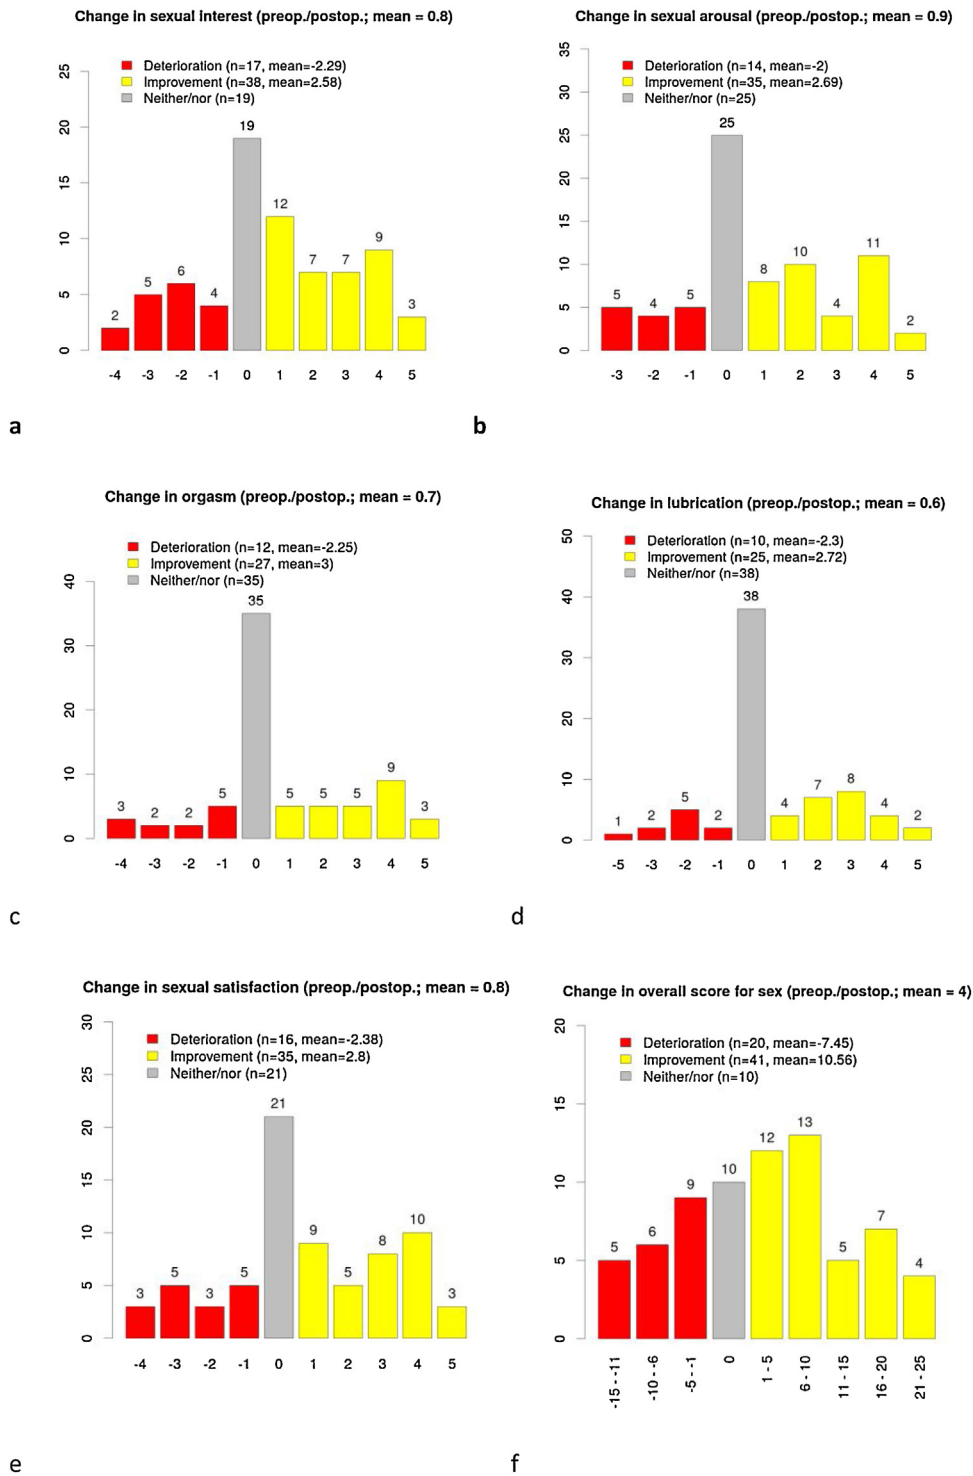 Change in sexual interest (preop./postop.; mean = 0.8)
Deterioration (n=17, mean=-2.29)
Improvement (n=38, mean=2.58)
Neither/nor (n=19)
25
20
15
10
5
0
2
5
6
4
19
12
7
7
9
3
-4 -3 -2 -1 0 1 2 3 4 5
a
Change in sexual arousal (preop./postop.; mean = 0.9)
Deterioration (n=14, mean=-2)
Improvement (n=35, mean=2.69)
Neither/nor (n=25)
35
30
25
20
15
10
5
0
5
4
5
25
8
10
4
11
2
-3 -2 -1 0 1 2 3 4 5
b
Change in orgasm (preop./postop.; mean = 0.7)
Deterioration (n=12, mean=-2.25)
Improvement (n=27, mean=3)
Neither/nor (n=35)
40
30
20
10
0
3
2
2
5
35
5
5
5
9
3
-4 -3 -2 -1 0 1 2 3 4 5
c
Change in lubrication (preop./postop.; mean = 0.6)
Deterioration (n=10, mean=-2.3)
Improvement (n=25, mean=2.72)
Neither/nor (n=38)
50
40
30
20
10
0
1
2
5
2
38
4
7
8
4
2
-5 -3 -2 -1 0 1 2 3 4 5
d
Change in sexual satisfaction (preop./postop.; mean = 0.8)
Deterioration (n=16, mean=-2.38)
Improvement (n=35, mean=2.8)
Neither/nor (n=21)
30
25
20
15
10
5
0
3
5
3
5
21
9
5
8
10
3
-4 -3 -2 -1 0 1 2 3 4 5
e
Change in overall score for sex (preop./postop.; mean = 4)
Deterioration (n=20, mean=-7.45)
Improvement (n=41, mean=10.56)
Neither/nor (n=10)
20
15
10
5
0
5
6
9
10
12
13
5
7
4
-15 - -11
-10 - -6
-5 - -1
0
1 - 5
6 - 10
11 - 15
16 - 20
21 - 25
f